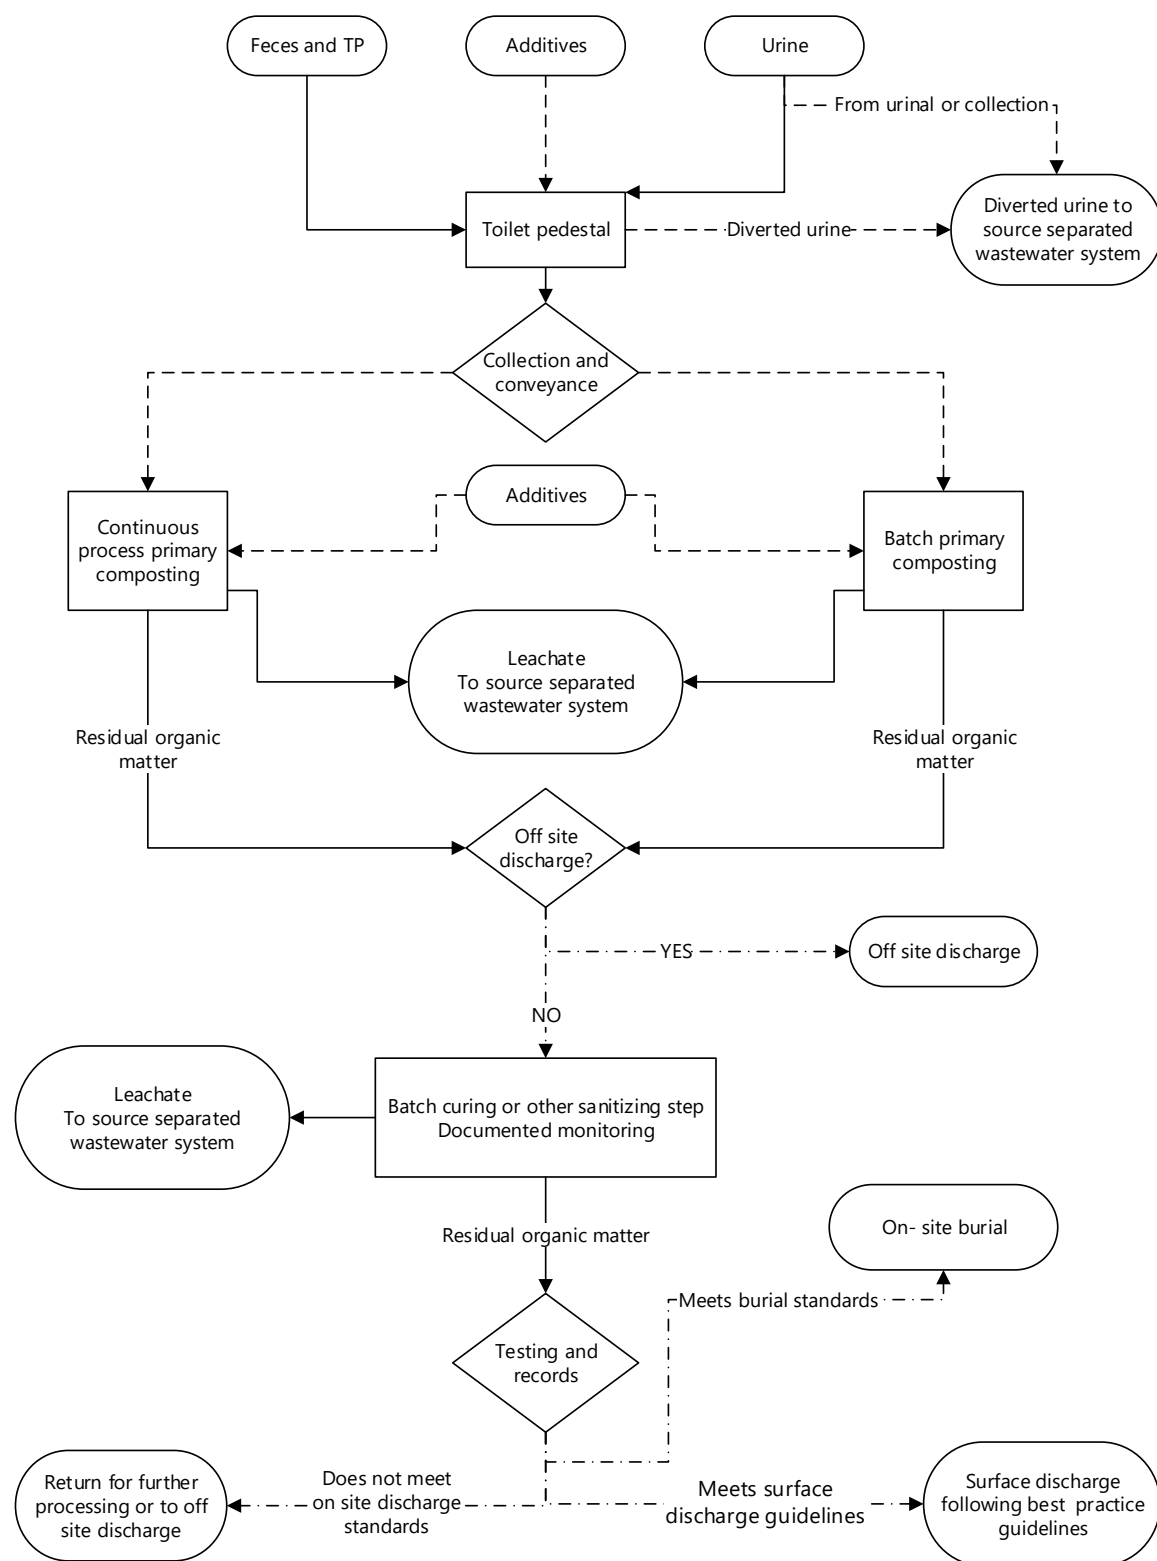 Feces and TP
Additives
Urine
From urinal or collection
Toilet pedestal
Diverted urine
Diverted urine to
source separated
wastewater system
Collection and
conveyance
Additives
Continuous
process primary
composting
Batch primary
composting
Leachate
To source separated
wastewater system
Residual organic
matter
Residual organic
matter
Off site
discharge?
YES
Off site discharge
NO
Leachate
To source separated
wastewater system
Batch curing or other sanitizing step
Documented monitoring
On- site burial
Residual organic matter
Meets burial standards
Testing and
records
Return for further
processing or to off
site discharge
Does not meet
on site discharge
standards
Meets surface
discharge guidelines
Surface discharge
following best practice
guidelines